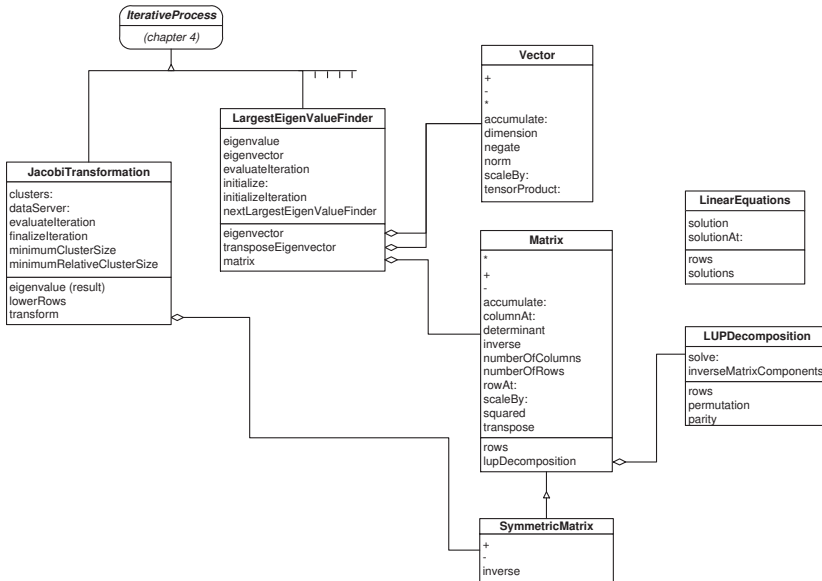 IterativeProcess
(chapter 4)
Vector
+
-
*
accumulate:
dimension
negate
norm
scaleBy:
tensorProduct:
LargestEigenValueFinder
eigenvalue
eigenvector
evaluateIteration
initialize:
initializeIteration
nextLargestEigenValueFinder
eigenvector
transposeEigenvector
matrix
JacobiTransformation
clusters:
dataServer:
evaluateIteration
finalizeIteration
minimumClusterSize
minimumRelativeClusterSize
eigenvalue (result)
lowerRows
transform
LinearEquations
solution
solutionAt:
rows
solutions
Matrix
*
+
-
accumulate:
columnAt:
determinant
inverse
numberOfColumns
numberOfRows
rowAt:
scaleBy:
squared
transpose
rows
lupDecomposition
LUPDecomposition
solve:
inverseMatrixComponents
rows
permutation
parity
SymmetricMatrix
+
-
inverse